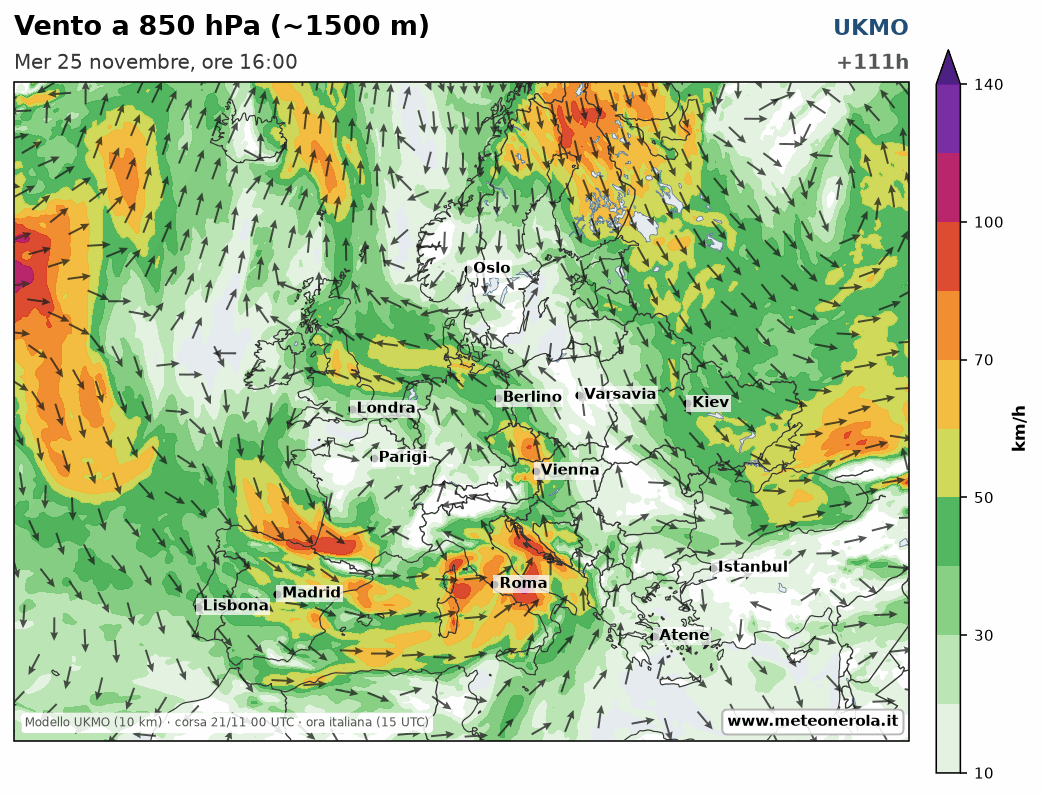 Vento a 850 hPa (~1500 m)
UKMO
Mer 25 novembre, ore 16:00
+111h
140
100
70
50
30
10
km/h
Oslo
Berlino
Varsavia
Kiev
Londra
Parigi
Vienna
Istanbul
Roma
Madrid
Lisbona
Atene
Modello UKMO (10 km) · corsa 21/11 00 UTC · ora italiana (15 UTC)
www.meteonerola.it